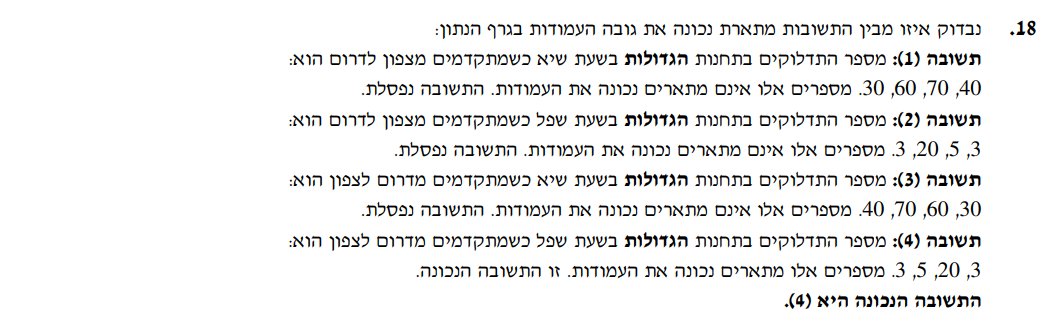 18. נבדוק איזו מבין התשובות מתארת נכונה את גובה העמודות בגרף הנתון:
תשובה (1): מספר התדלוקים בתחנות הגדולות בשעת שיא כשמתקדמים מצפון לדרום הוא:
40, 70, 60, 30. מספרים אלו אינם מתארים נכונה את העמודות. התשובה נפסלת.
תשובה (2): מספר התדלוקים בתחנות הגדולות בשעת שפל כשמתקדמים מצפון לדרום הוא:
3, 5, 20, 3. מספרים אלו אינם מתארים נכונה את העמודות. התשובה נפסלת.
תשובה (3): מספר התדלוקים בתחנות הגדולות בשעת שיא כשמתקדמים מדרום לצפון הוא:
30, 60, 70, 40. מספרים אלו אינם מתארים נכונה את העמודות. התשובה נפסלת.
תשובה (4): מספר התדלוקים בתחנות הגדולות בשעת שפל כשמתקדמים מדרום לצפון הוא:
3, 20, 5, 3. מספרים אלו מתארים נכונה את העמודות. זו התשובה הנכונה.
התשובה הנכונה היא (4).